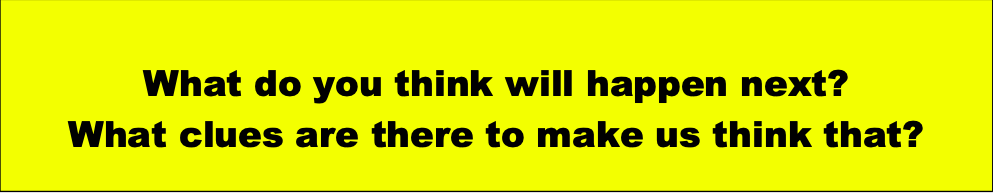 What do you think will happen next?
What clues are there to make us think that?